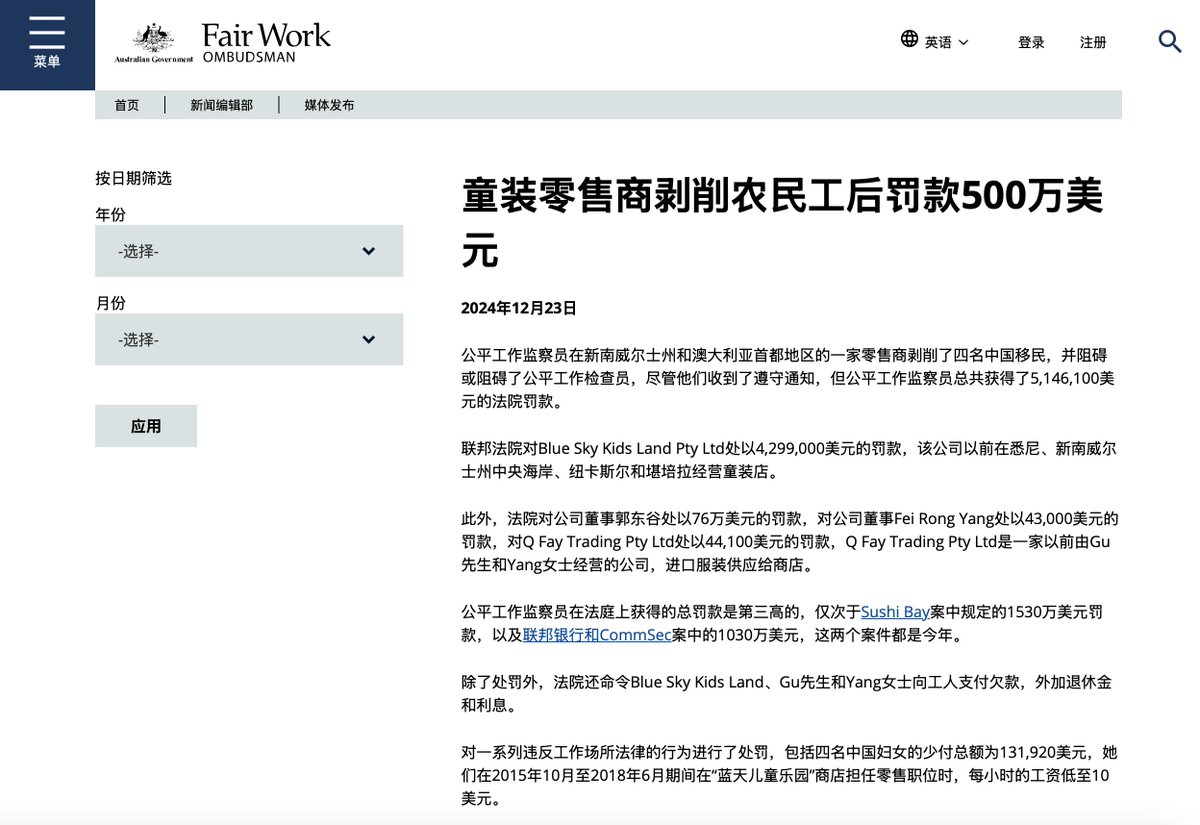 菜单
Australian Government
Fair Work
OMBUDSMAN
英语
登录
注册
首页
新闻编辑部
媒体发布
按日期筛选
年份
-选择-
月份
-选择-
应用
童装零售商剥削农民工后罚款500万美
元
2024年12月23日
公平工作监察员在新南威尔士州和澳大利亚首都地区的一家零售商剥削了四名中国移民，并阻碍
或阻碍了公平工作检查员，尽管他们收到了遵守通知，但公平工作监察员总共获得了5,146,100美
元的法院罚款。
联邦法院对Blue Sky Kids Land Pty Ltd处以4,299,000美元的罚款，该公司以前在悉尼、新南威尔
士州中央海岸、纽卡斯尔和堪培拉经营童装店。
此外，法院对公司董事郭东谷处以76万美元的罚款，对公司董事Fei Rong Yang处以43,000美元的
罚款，对Q Fay Trading Pty Ltd处以44,100美元的罚款，Q Fay Trading Pty Ltd是一家以前由Gu
先生和Yang女士经营的公司，进口服装供应给商店。
公平工作监察员在法庭上获得的总罚款是第三高的，仅次于Sushi Bay案中规定的1530万美元罚
款，以及联邦银行和CommSec案中的1030万美元，这两个案件都是今年。
除了处罚外，法院还命令Blue Sky Kids Land、Gu先生和Yang女士向工人支付欠款，外加退休金
和利息。
对一系列违反工作场所法律的行为进行了处罚，包括四名中国妇女的少付总额为131,920美元，她
们在2015年10月至2018年6月期间在“蓝天儿童乐园”商店担任零售职位时，每小时的工资低至10
美元。